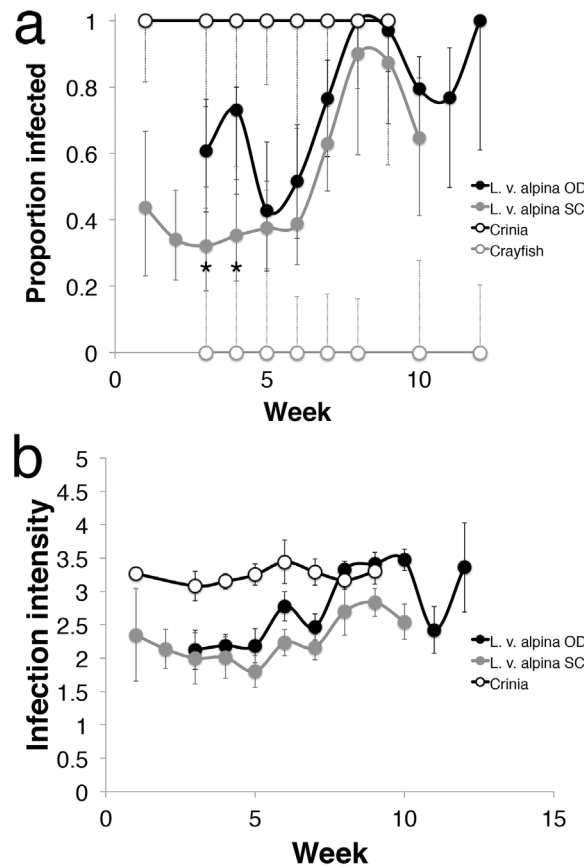 a
1
0.8
0.6
0.4
0.2
0
Proportion infected
* *
0 5 10
Week
L. v. alpina OD
L. v. alpina SC
Crinia
Crayfish
b
5
4.5
4
3.5
3
2.5
2
1.5
1
0.5
0
Infection intensity
0 5 10 15
Week
L. v. alpina OD
L. v. alpina SC
Crinia